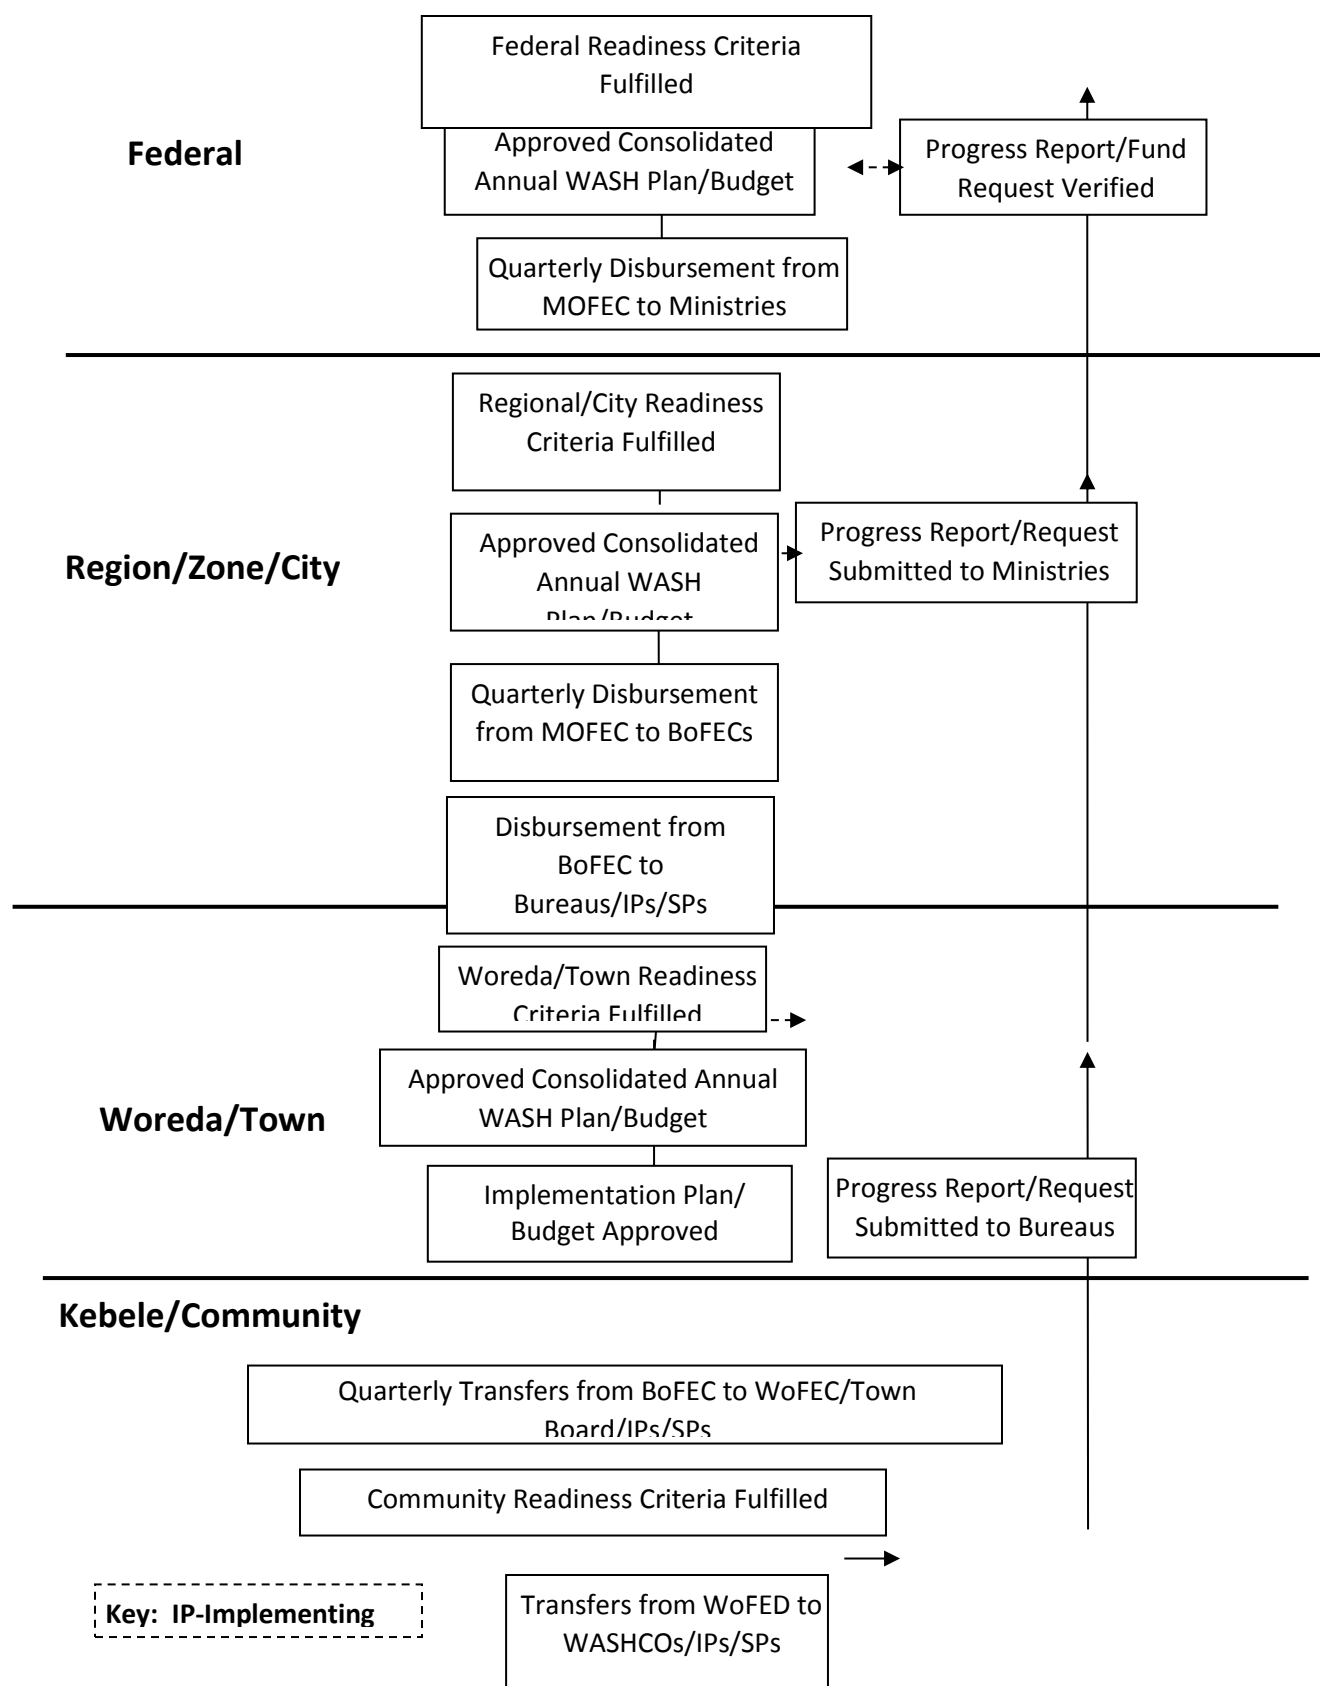 Federal Readiness Criteria
Fulfilled
Federal
Approved Consolidated
Annual WASH Plan/Budget
Progress Report/Fund
Request Verified
Quarterly Disbursement from
MOFEC to Ministries
Regional/City Readiness
Criteria Fulfilled
Region/Zone/City
Approved Consolidated
Annual WASH
Plan/Budget
Progress Report/Request
Submitted to Ministries
Quarterly Disbursement
from MOFEC to BoFECs
Disbursement from
BoFEC to
Bureaus/IPs/SPs
Woreda/Town Readiness
Criteria Fulfilled
Woreda/Town
Approved Consolidated Annual
WASH Plan/Budget
Implementation Plan/
Budget Approved
Progress Report/Request
Submitted to Bureaus
Kebele/Community
Quarterly Transfers from BoFEC to WoFEC/Town
Board/IPs/SPs
Community Readiness Criteria Fulfilled
Key: IP-Implementing
Transfers from WoFED to
WASHCOs/IPs/SPs